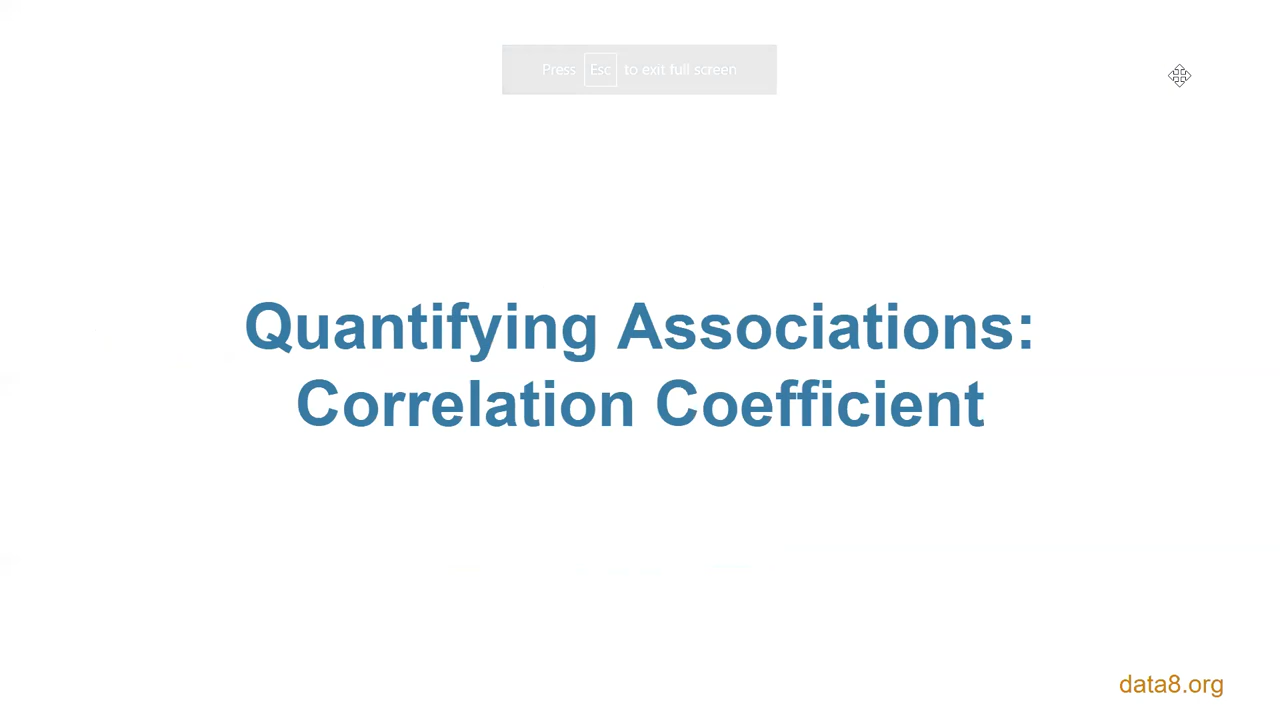 Press Esc to exit full screen
Quantifying Associations:
Correlation Coefficient
data8.org